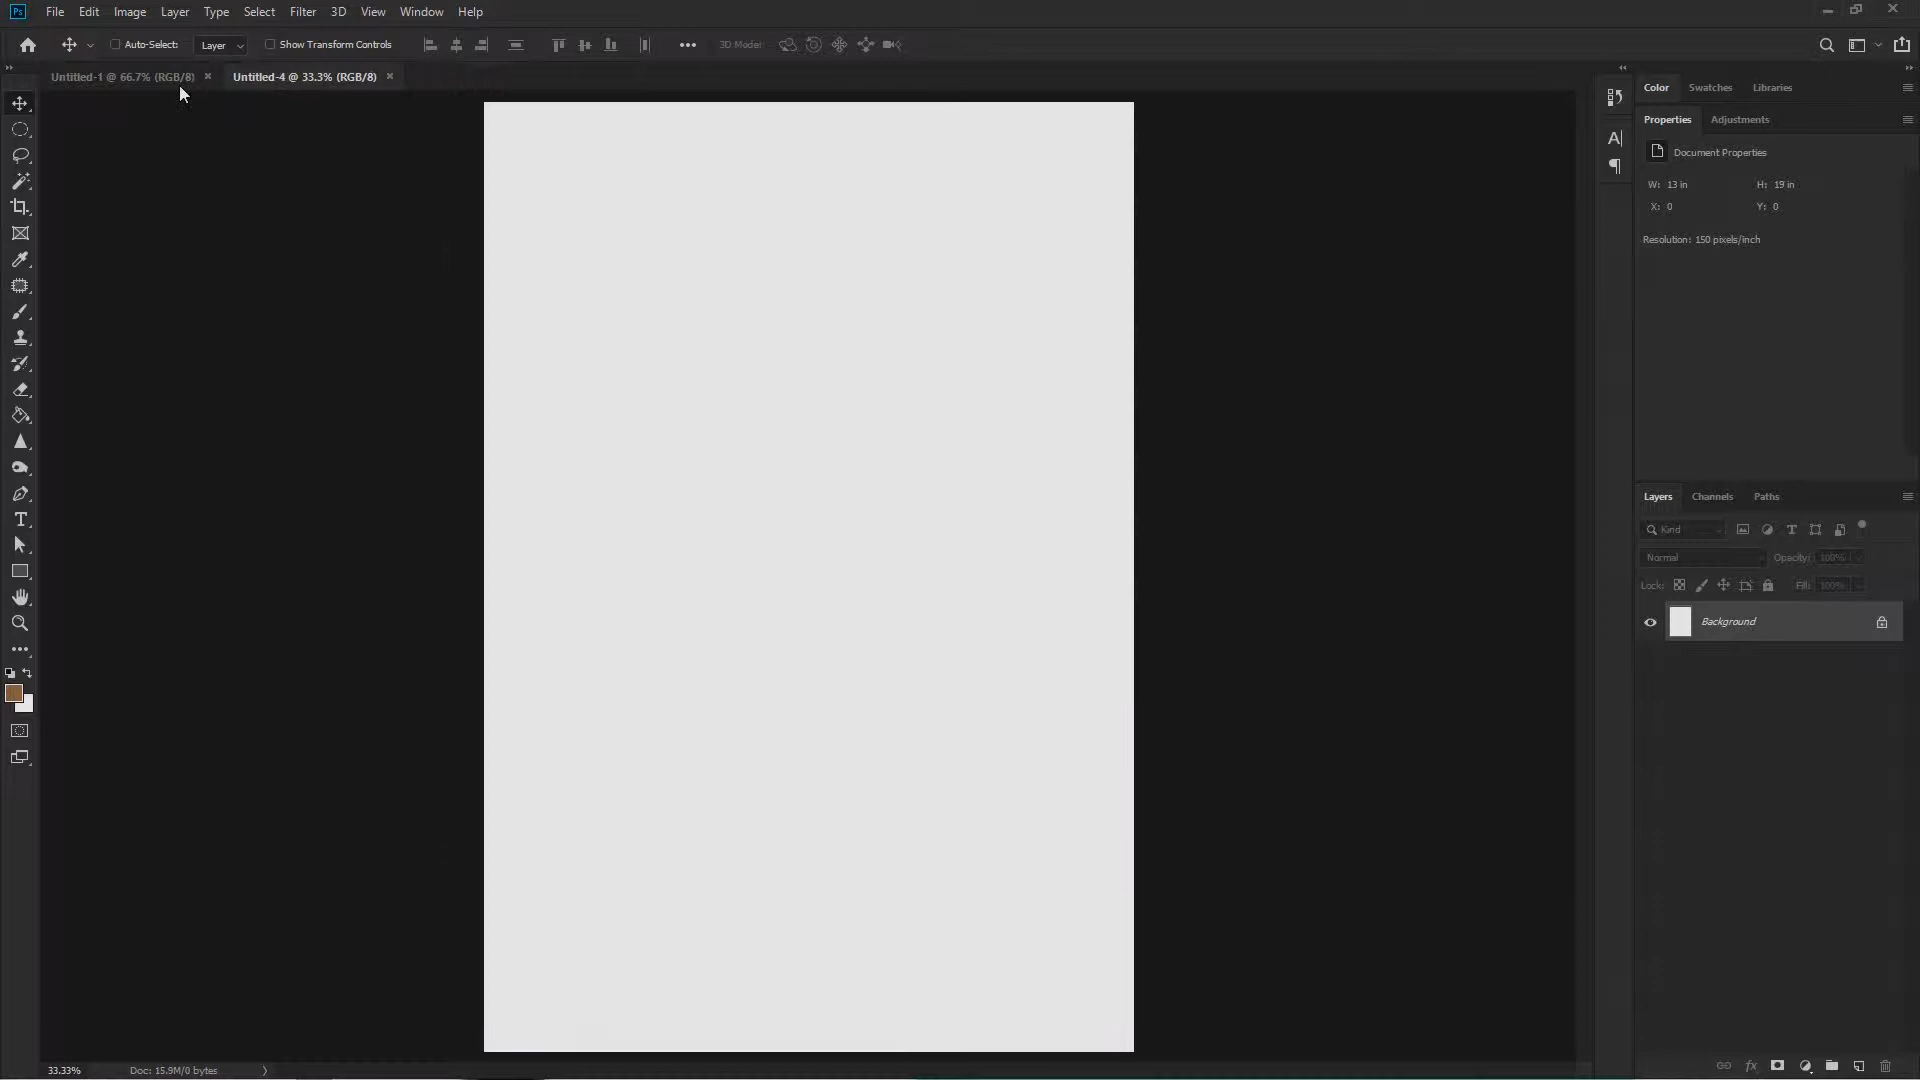 Ps File Edit Image Layer Type Select Filter 3D View Window Help
Auto-Select: Layer Show Transform Controls 3D Model
Untitled-1 @ 66.7% (RGB/8) × Untitled-4 @ 33.3% (RGB/8) ×
Color Swatches Libraries
Properties Adjustments
Document Properties
W: 13 in H: 19 in
X: 0 Y: 0
Resolution: 150 pixels/inch
Layers Channels Paths
Kind
Normal Opacity: 100%
Lock: Fill: 100%
Background
33.33% Doc: 15.9M/0 bytes